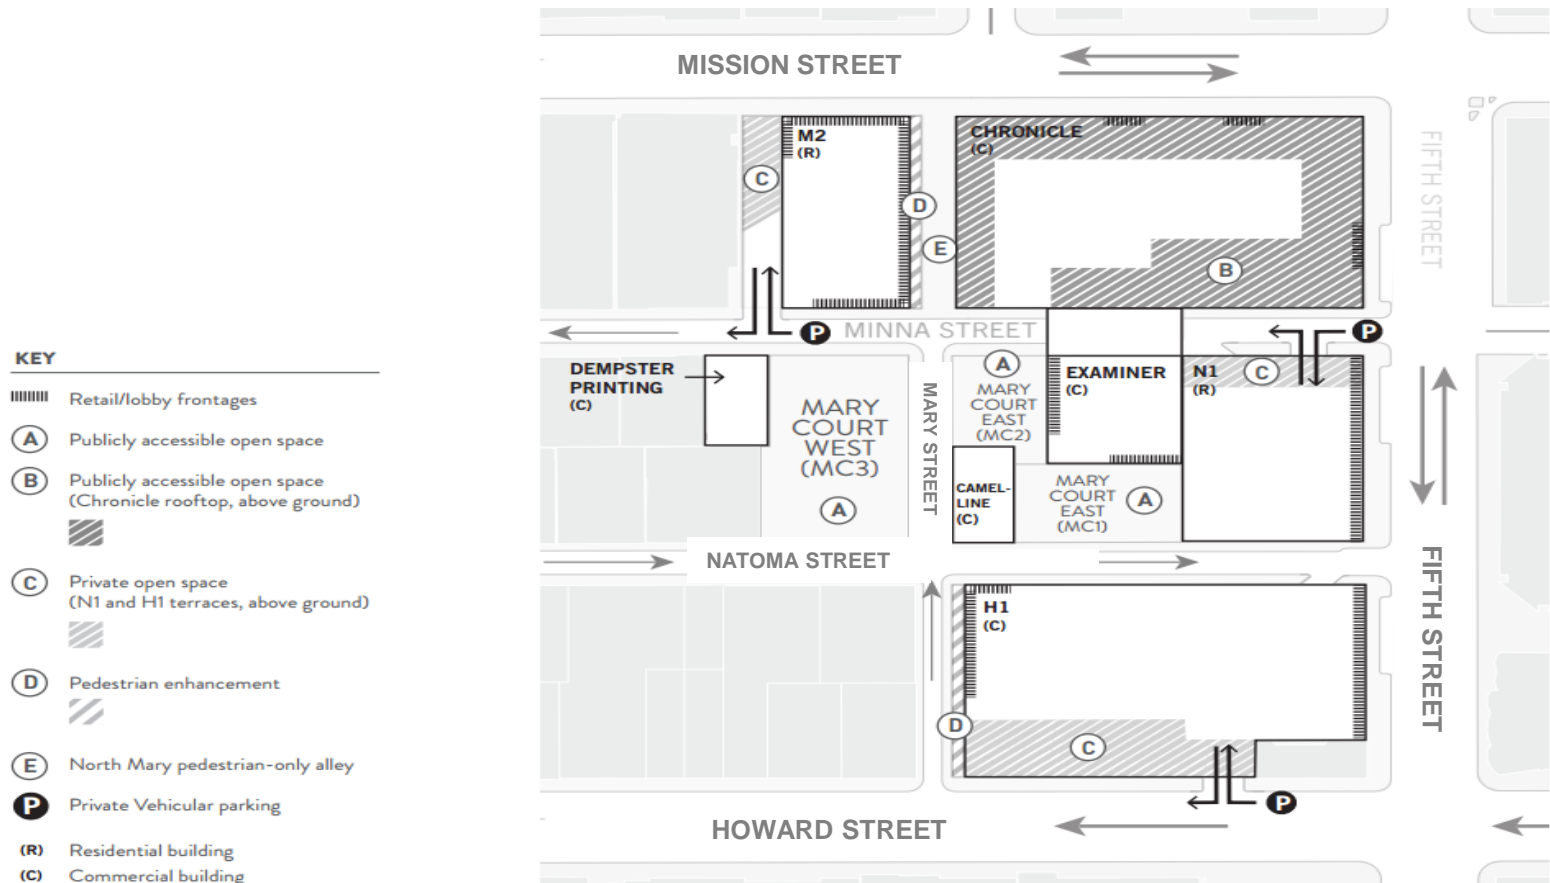 MISSION STREET
M2
(R)
CHRONICLE
(C)
FIFTH STREET
C
D
E
B
P
MINNA STREET
P
KEY
Retail/lobby frontages
A Publicly accessible open space
B Publicly accessible open space
(Chronicle rooftop, above ground)
C Private open space
(N1 and H1 terraces, above ground)
D Pedestrian enhancement
E North Mary pedestrian-only alley
P Private Vehicular parking
(R) Residential building
(C) Commercial building
DEMPSTER
PRINTING
(C)
MARY
COURT
WEST
(MC3)
A
MARY STREET
A
MARY
COURT
EAST
(MC2)
EXAMINER
(C)
N1
(R)
C
CAMEL-
LINE
(C)
MARY
COURT
EAST
(MC1)
A
NATOMA STREET
FIFTH STREET
H1
(C)
D
C
P
HOWARD STREET